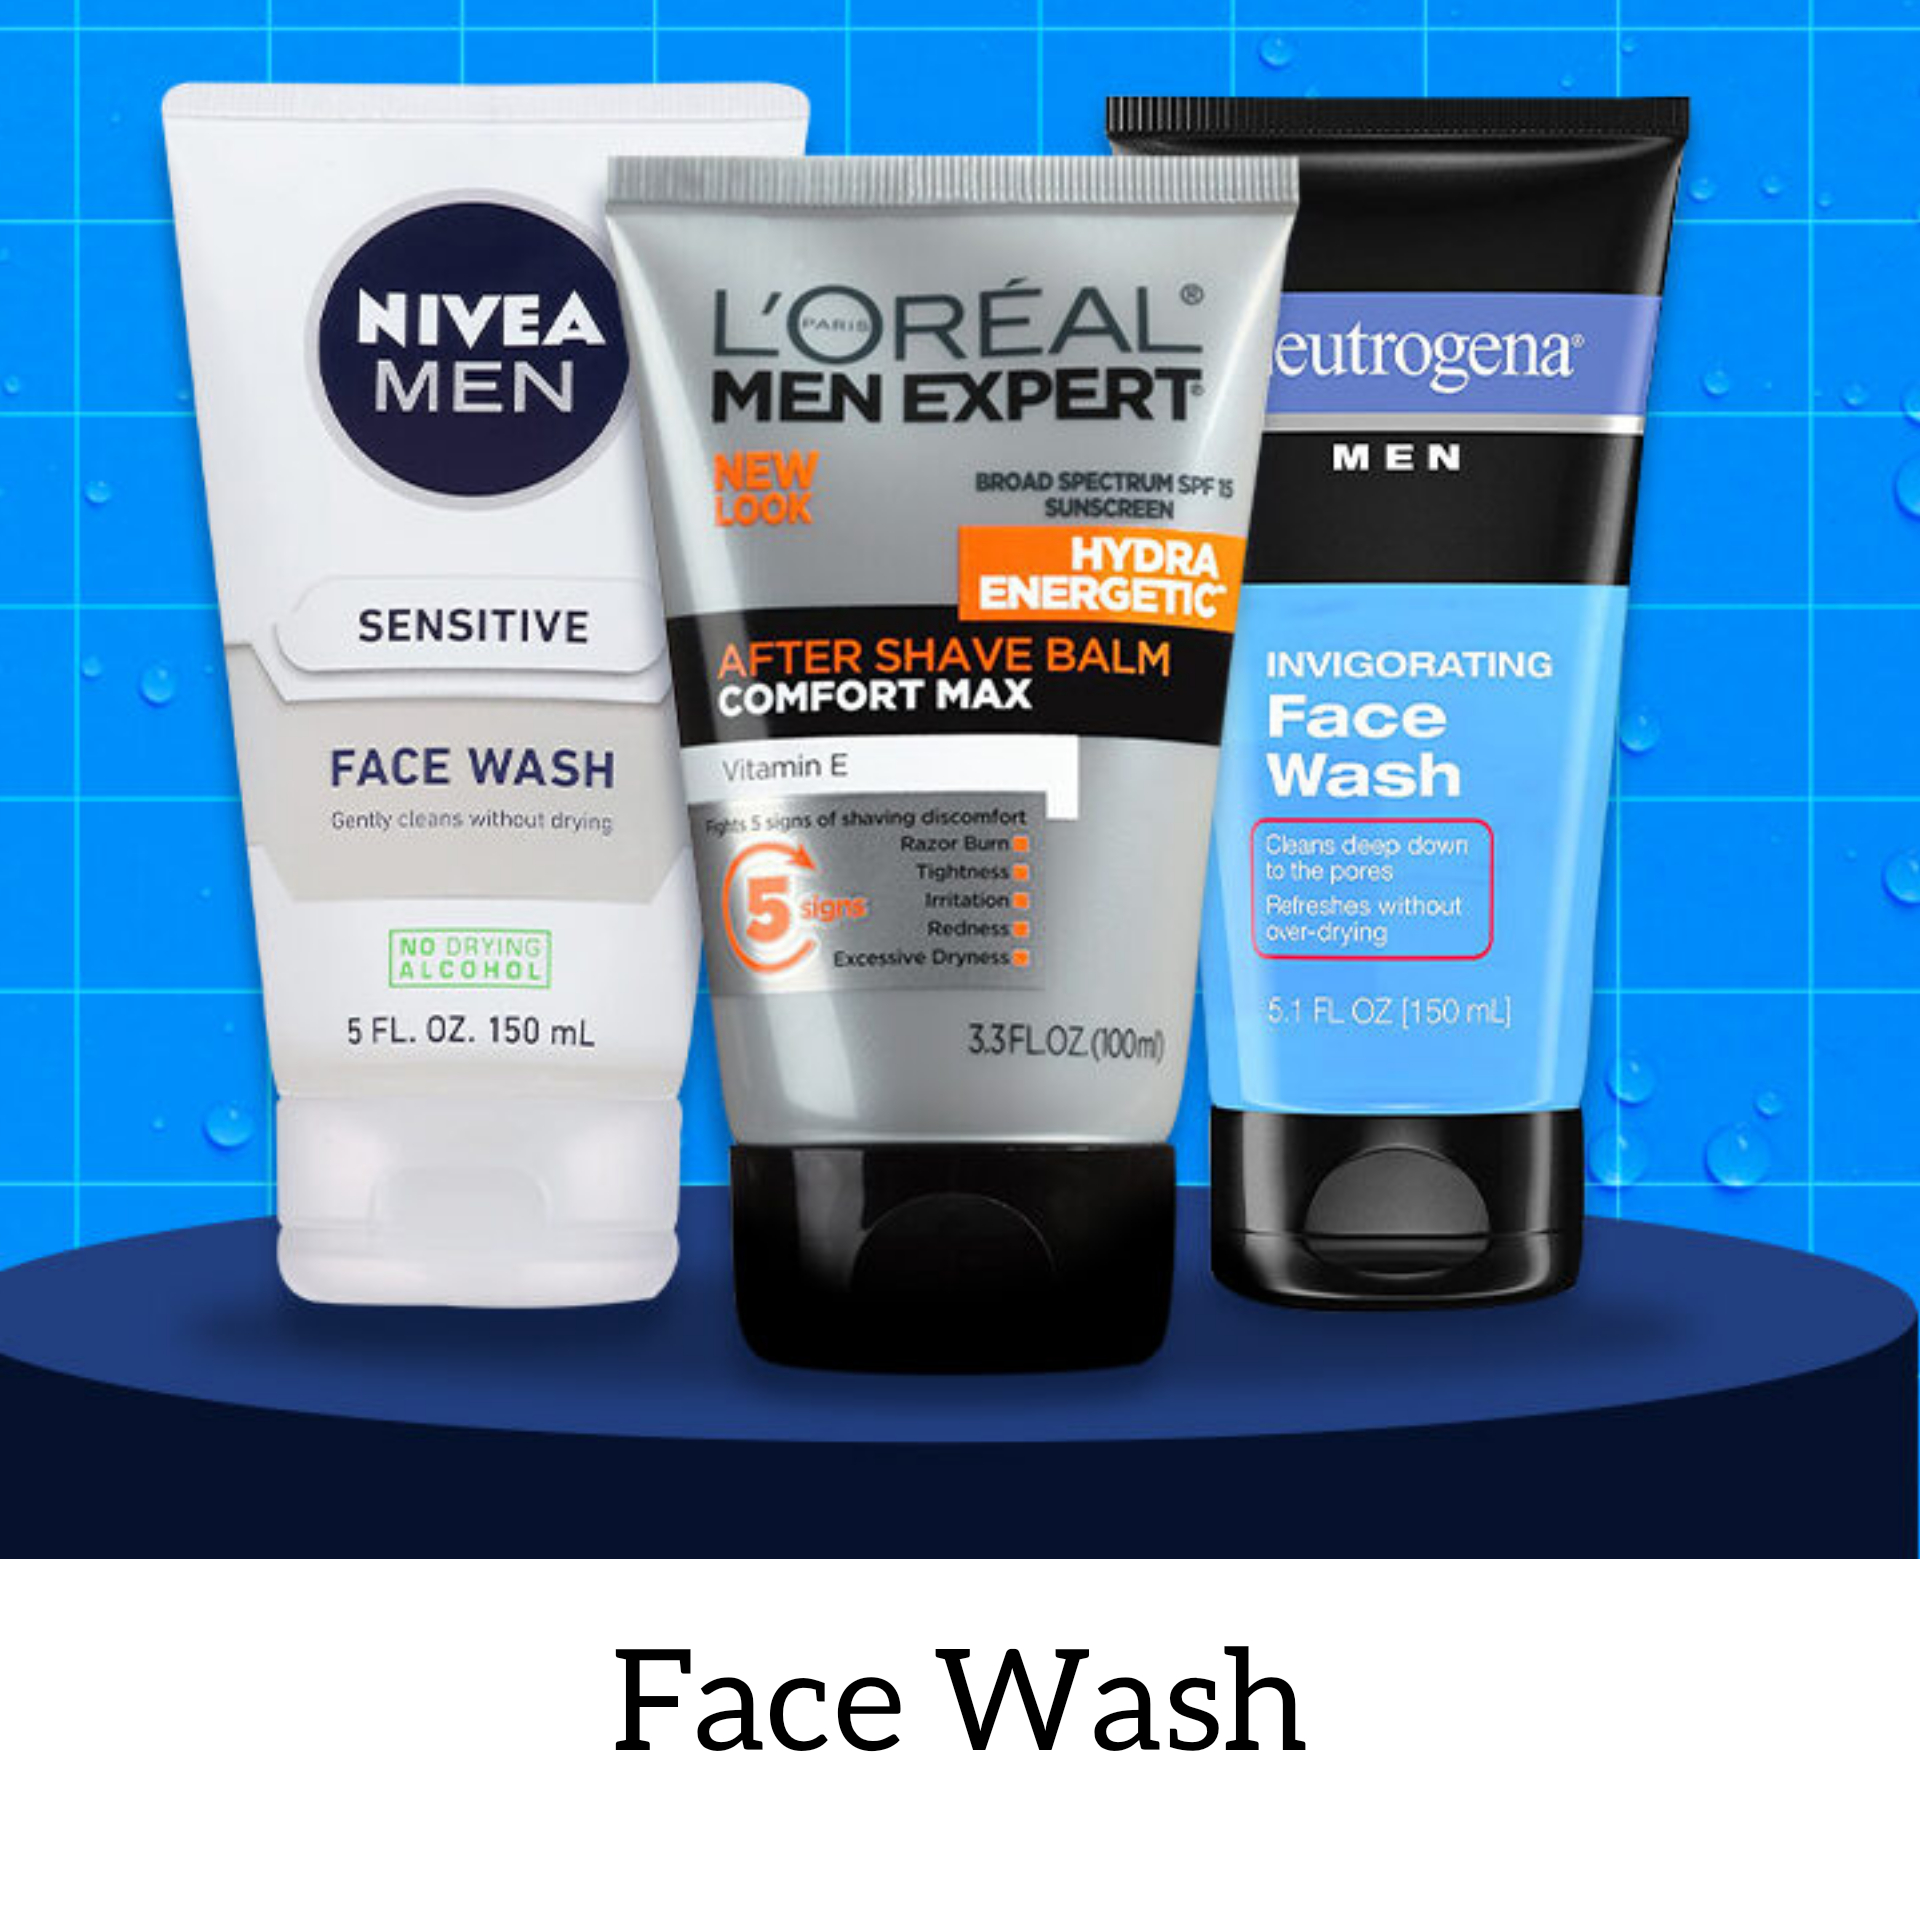 NIVEA
MEN
SENSITIVE
FACE WASH
Gently cleans without drying
NO DRYING
ALCOHOL
5 FL. OZ. 150 mL
L'ORÉAL®
PARIS
MEN EXPERT®
NEW
LOOK
BROAD SPECTRUM SPF 15
SUNSCREEN
HYDRA
ENERGETIC
AFTER SHAVE BALM
COMFORT MAX
Vitamin E
Fights 5 signs of shaving discomfort
Razor Burn
Tightness
Irritation
Redness
Excessive Dryness
5 signs
3.3 FL.OZ. (100ml)
eutrogena®
MEN
INVIGORATING
Face
Wash
Cleans deep down
to the pores
Refreshes without
over-drying
5.1 FL OZ [150 mL]
Face Wash